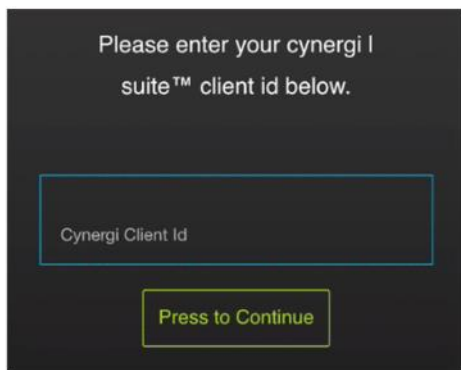 Please enter your cynergi l
suite™ client id below.
Cynergi Client Id
Press to Continue